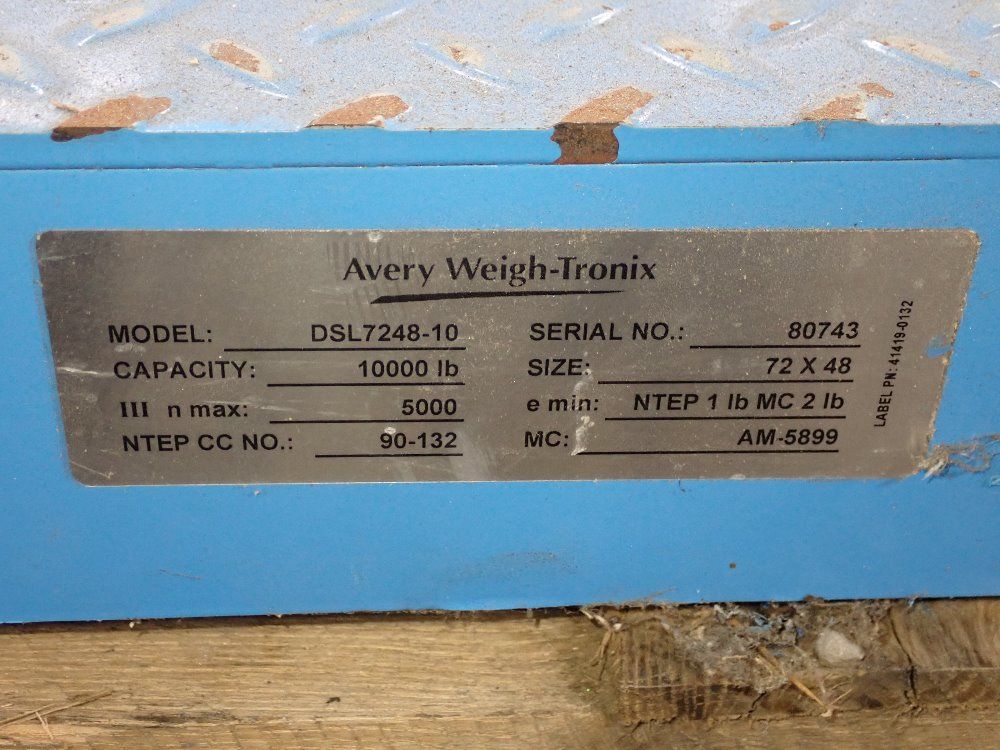 Avery Weigh-Tronix
MODEL: DSL7248-10 SERIAL NO.: 80743
CAPACITY: 10000 lb SIZE: 72 X 48
III n max: 5000 e min: NTEP 1 lb MC 2 lb
NTEP CC NO.: 90-132 MC: AM-5899
LABEL PN: 41419-0132